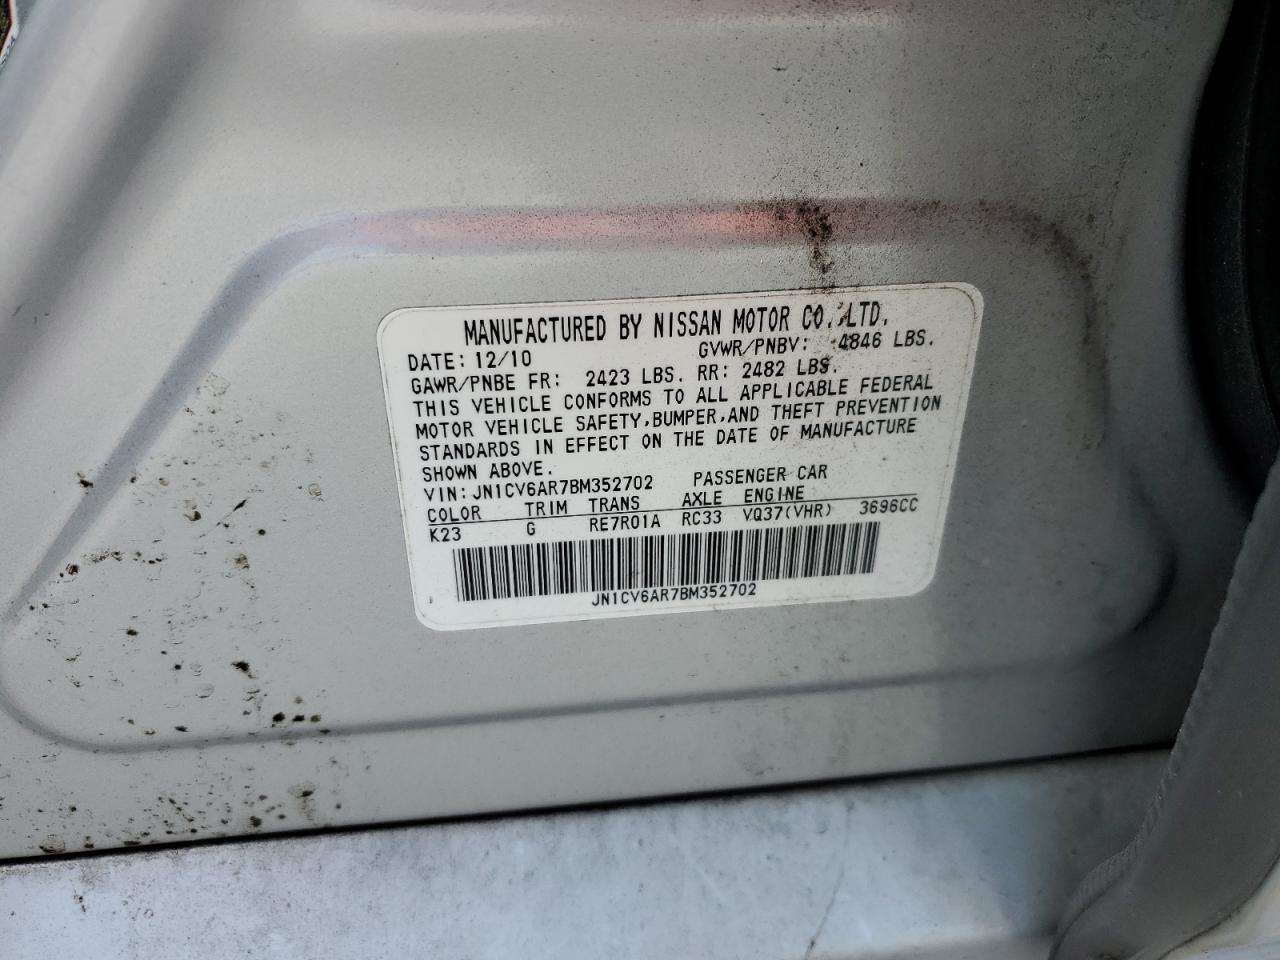 MANUFACTURED BY NISSAN MOTOR CO.,LTD.
DATE: 12/10 GVWR/PNBV: 4846 LBS.
GAWR/PNBE FR: 2423 LBS. RR: 2482 LBS.
THIS VEHICLE CONFORMS TO ALL APPLICABLE FEDERAL
MOTOR VEHICLE SAFETY,BUMPER,AND THEFT PREVENTION
STANDARDS IN EFFECT ON THE DATE OF MANUFACTURE
SHOWN ABOVE.
VIN: JN1CV6AR7BM352702 PASSENGER CAR
COLOR TRIM TRANS AXLE ENGINE
K23 G RE7R01A RC33 VQ37(VHR) 3696CC
JN1CV6AR7BM352702